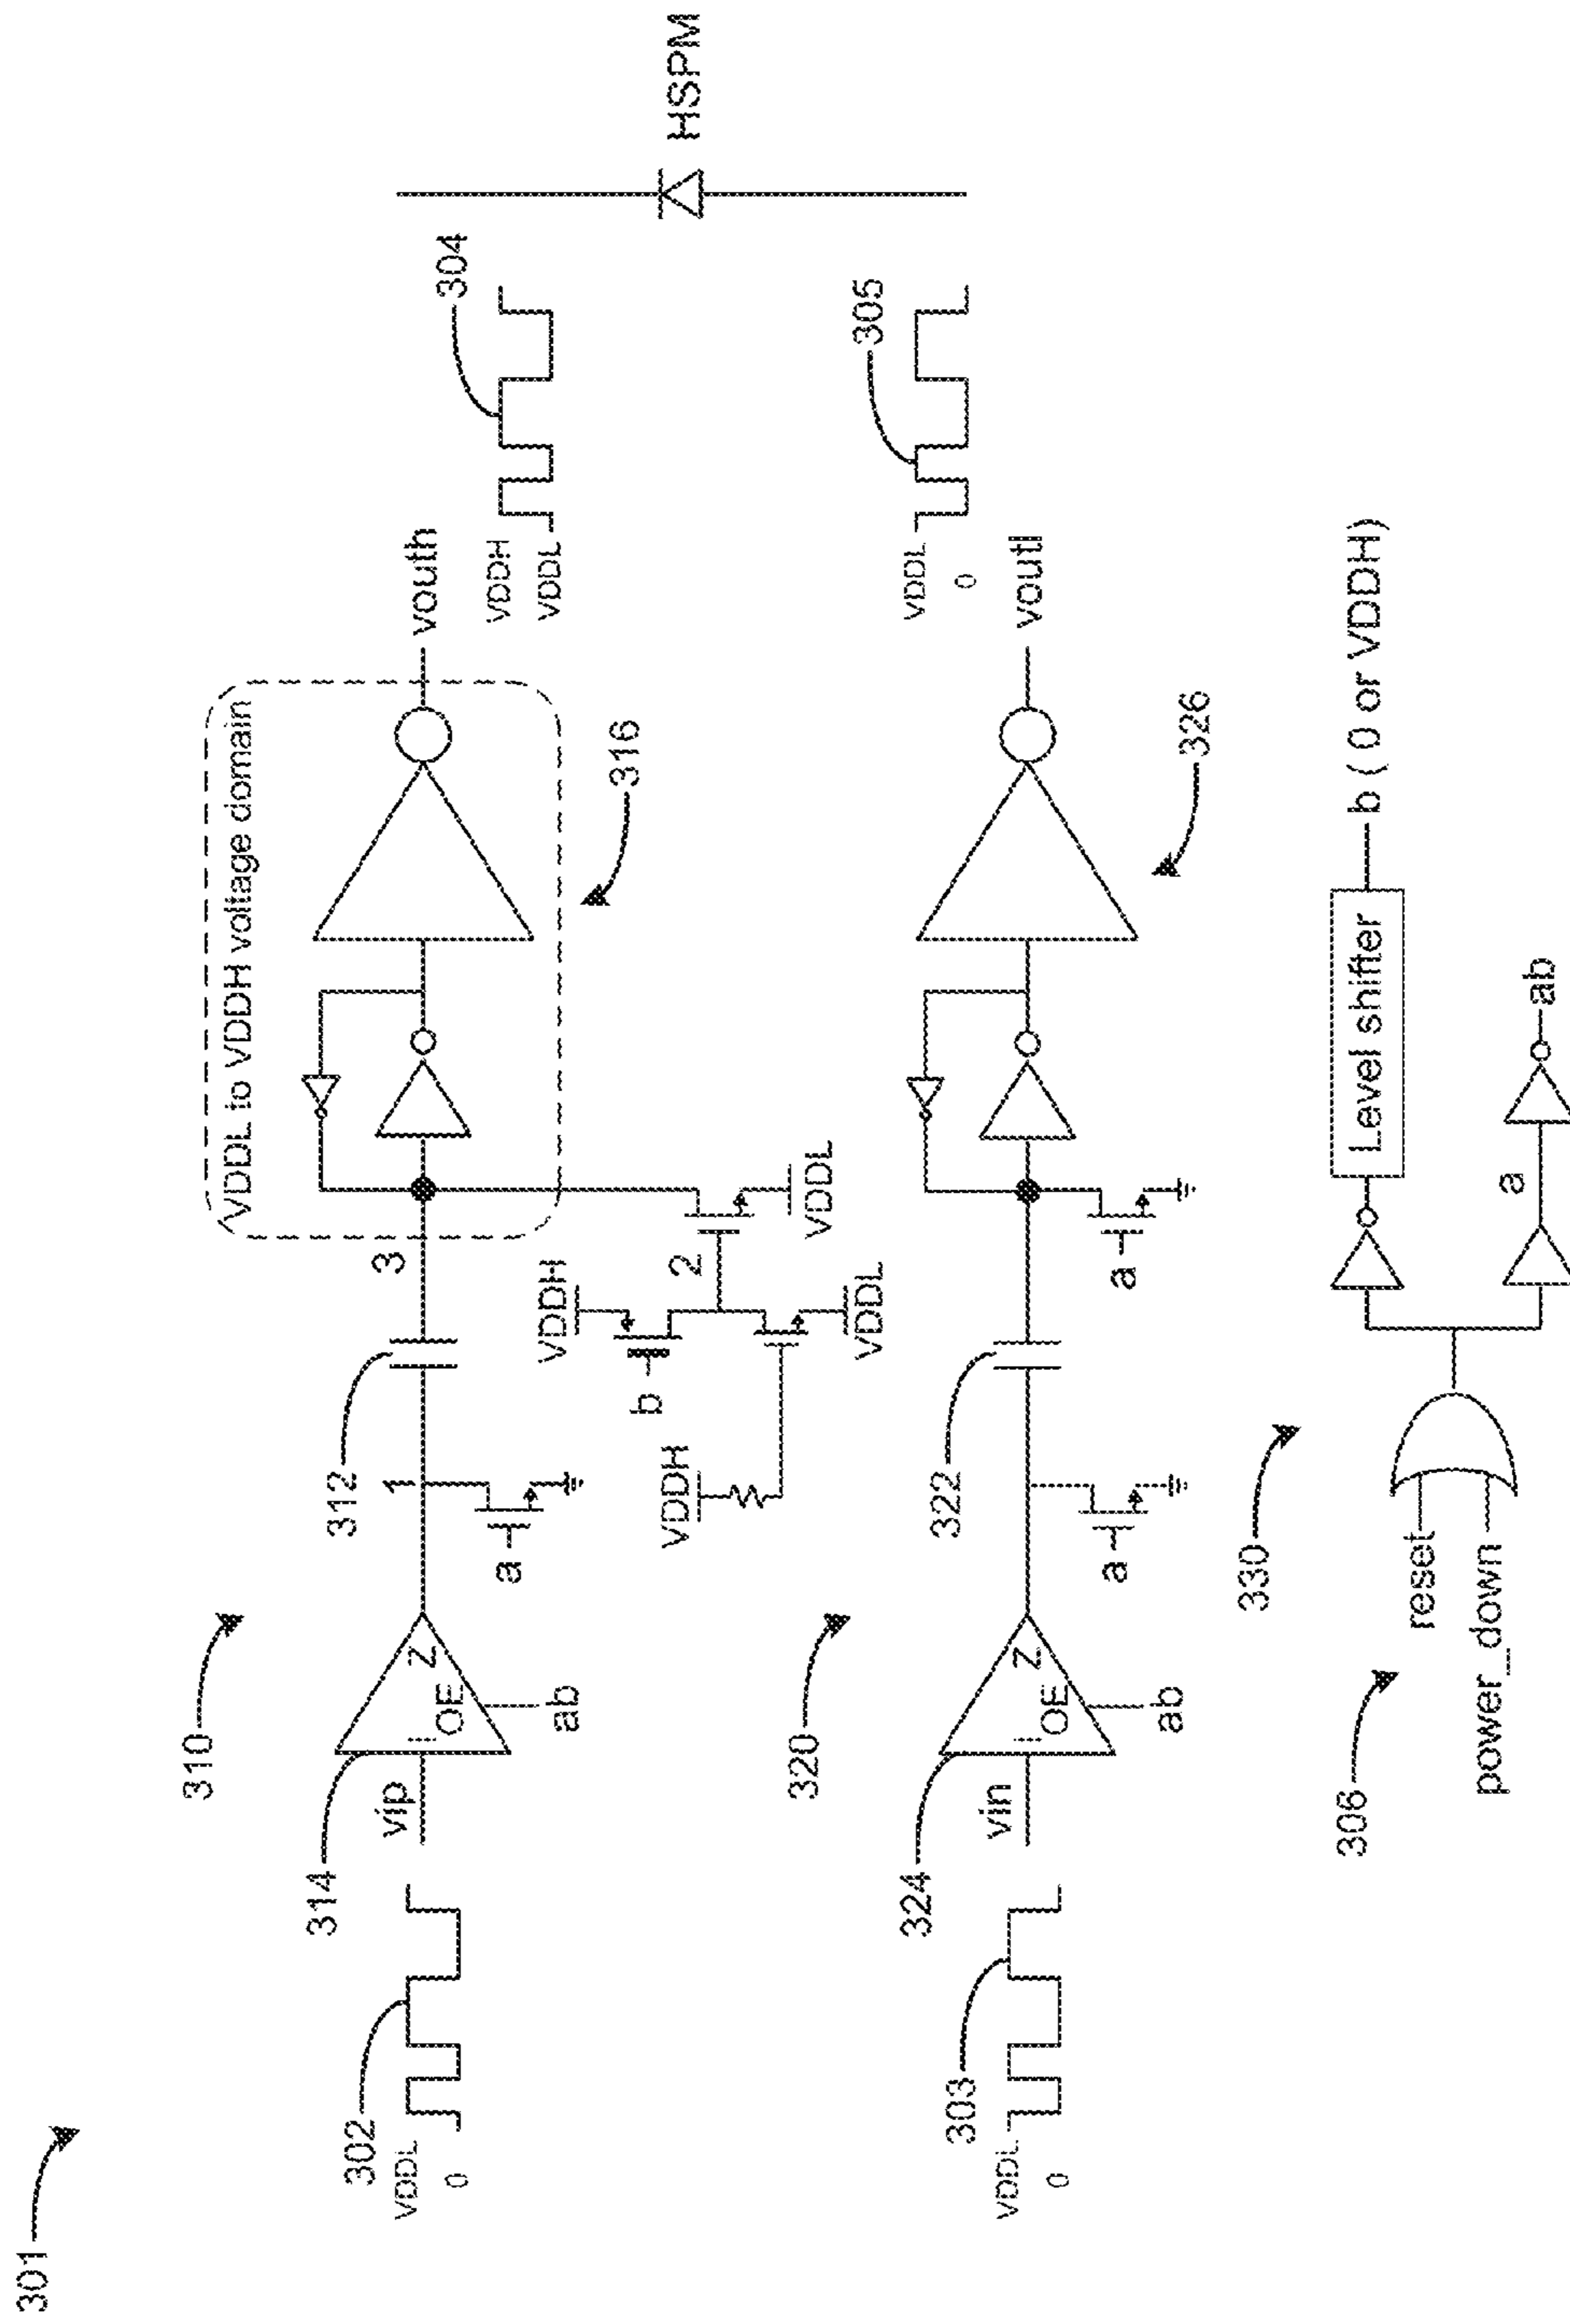 301
310
VDDL to VDDH voltage domain
314
312
302
VDDL
0
vip
I
OE
Z
ab
1
a
3
VDDH
b
VDDH
2
VDDL
VDDL
316
vouth
VDDH
VDDL
304
HSPM
320
324
322
303
VDDL
0
vin
I
OE
Z
ab
a
a
326
voutl
VDDL
0
305
330
306
reset
power_down
Level shifter
b ( 0 or VDDH)
a
ab